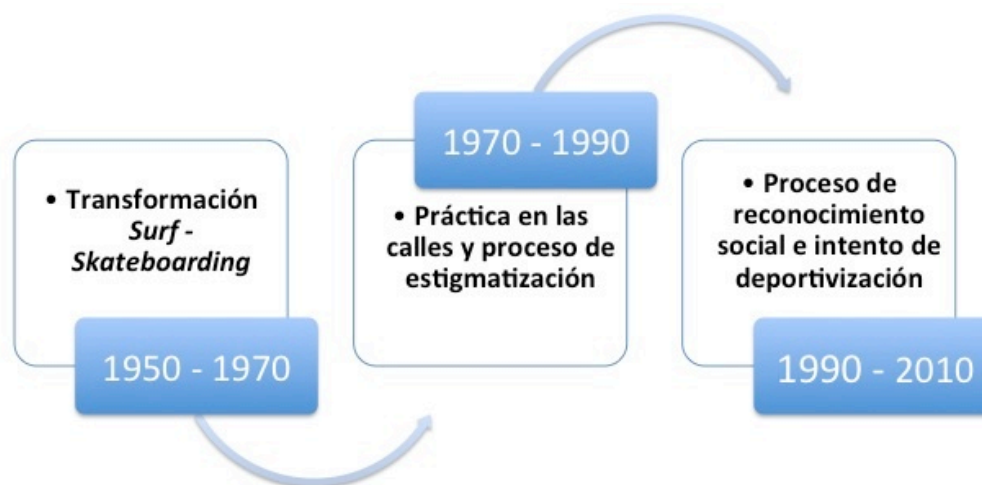 • Transformación
Surf -
Skateboarding
1950 - 1970
1970 - 1990
• Práctica en las
calles y proceso de
estigmatización
• Proceso de
reconocimiento
social e intento de
deportivización
1990 - 2010